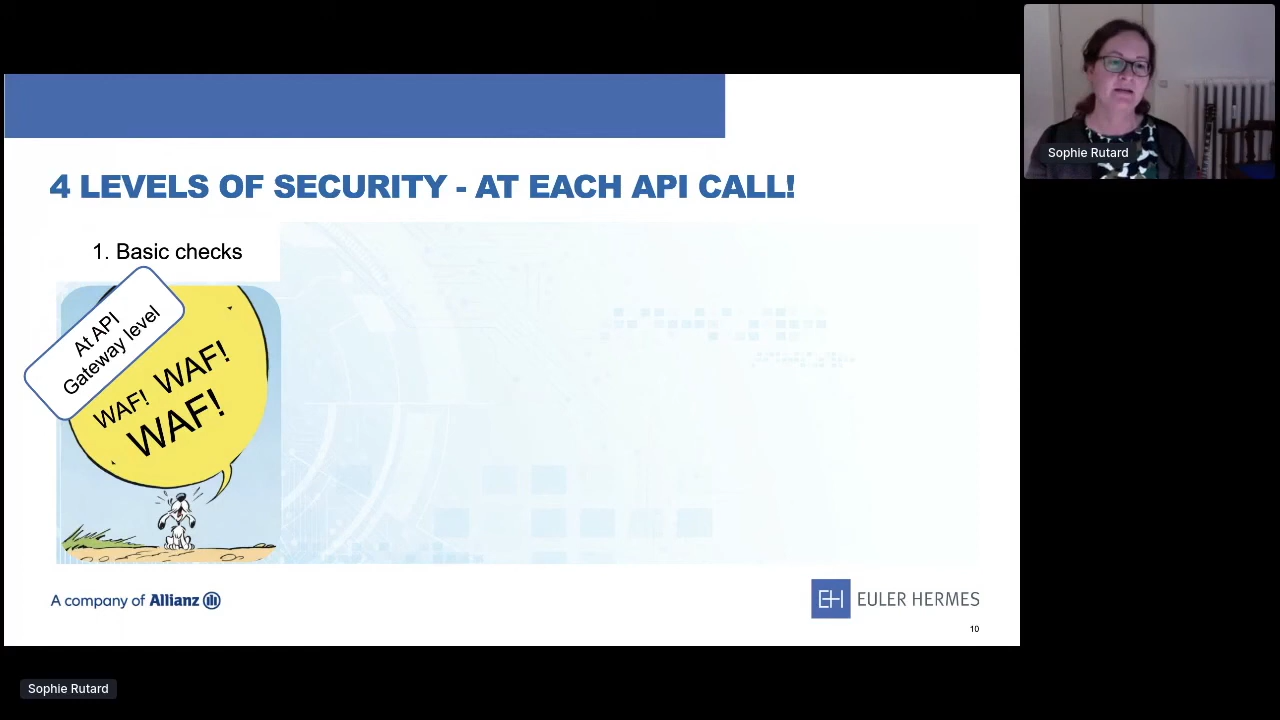 Sophie Rutard
4 LEVELS OF SECURITY - AT EACH API CALL!
1. Basic checks
At API
Gateway level
WAF! WAF!
WAF!
A company of Allianz
EH EULER HERMES
10
Sophie Rutard